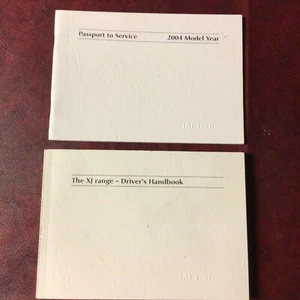 Passport to Service 2004 Model Year
JAGUAR
The XJ range – Driver's Handbook
JAGUAR